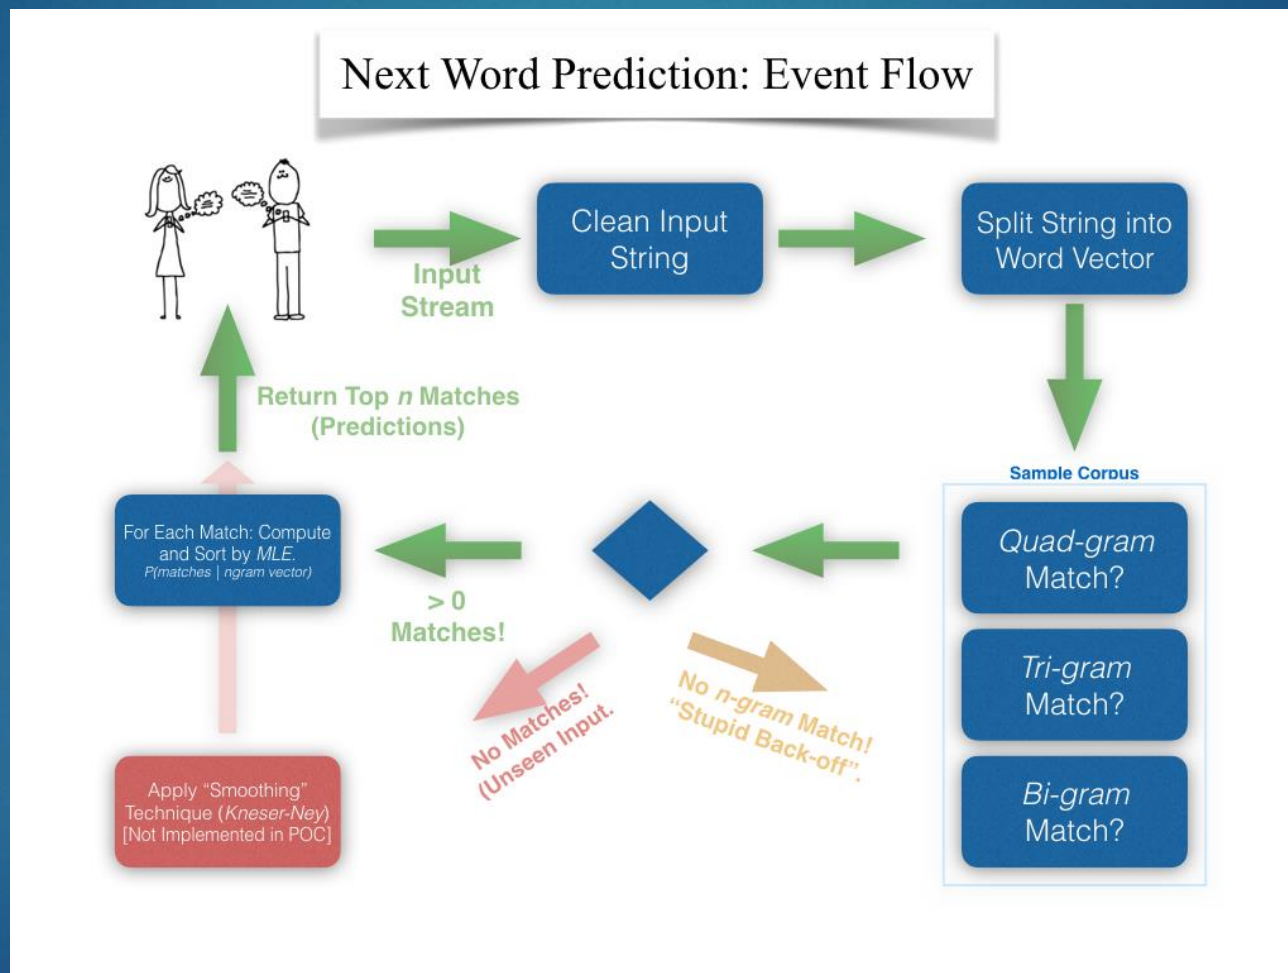 Next Word Prediction: Event Flow
Clean Input
String
Split String into
Word Vector
Input
Stream
Return Top n Matches
(Predictions)
Sample Corpus
For Each Match: Compute
and Sort by MLE.
P(matches | ngram vector)
> 0
Matches!
Quad-gram
Match?
No Matches!
(Unseen Input.
No n-gram Match!
“Stupid Back-off”.
Tri-gram
Match?
Apply “Smoothing”
Technique (Kneser-Ney)
[Not Implemented in POC]
Bi-gram
Match?